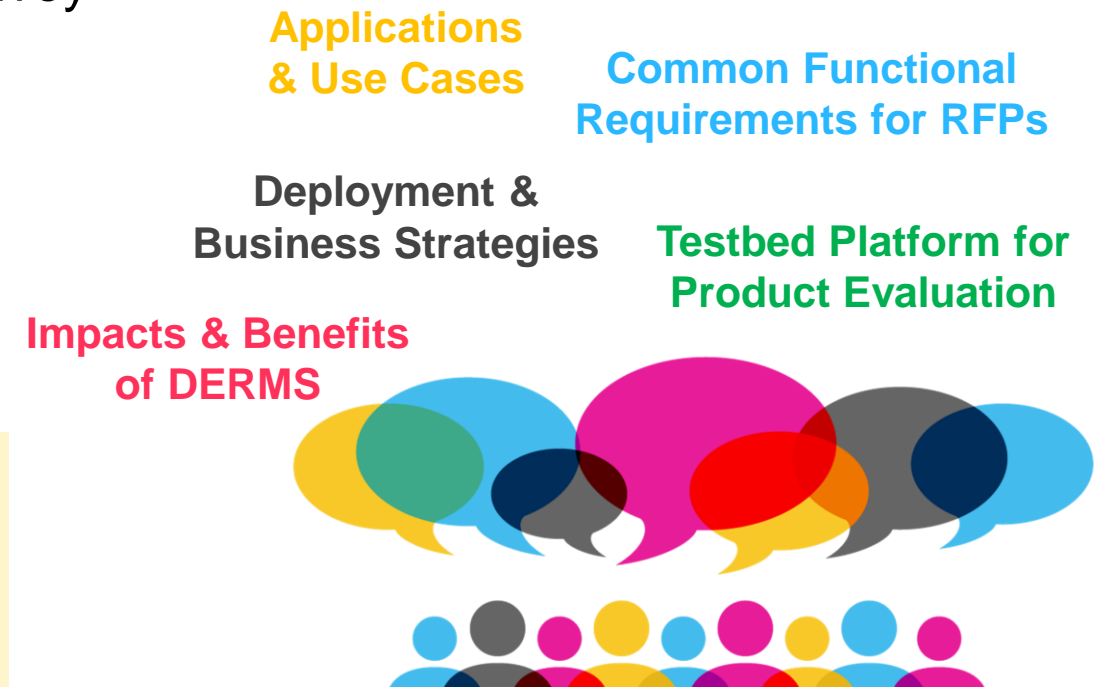 Applications
& Use Cases
Common Functional
Requirements for RFPs
Deployment &
Business Strategies
Testbed Platform for
Product Evaluation
Impacts & Benefits
of DERMS